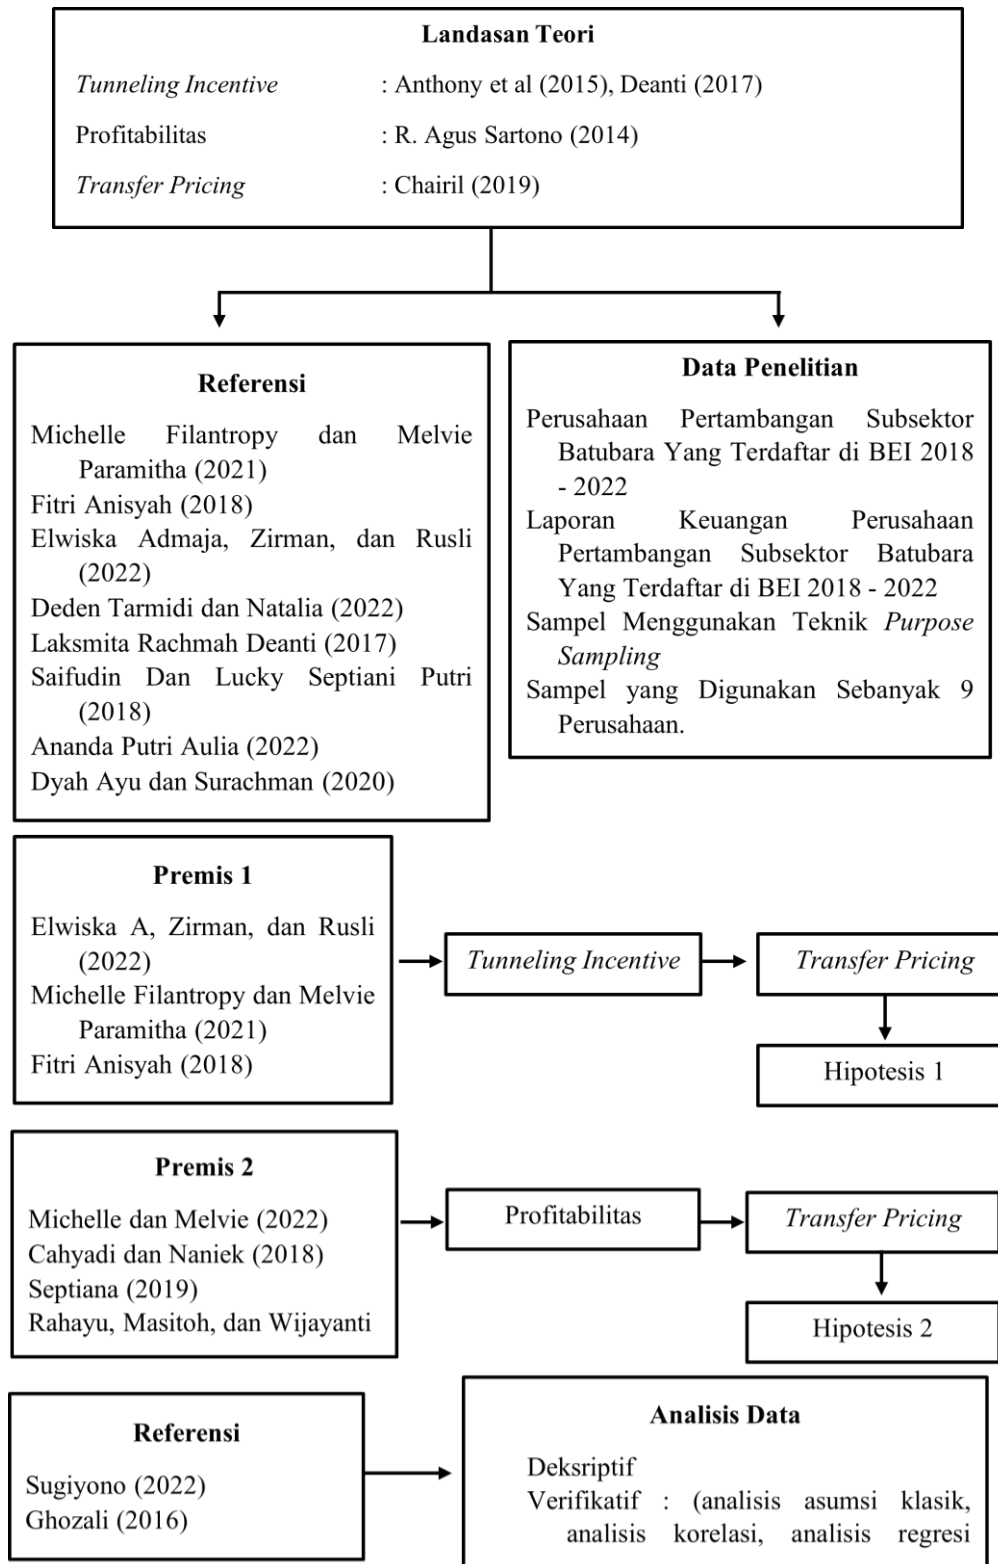 Landasan Teori
Tunneling Incentive : Anthony et al (2015), Deanti (2017)
Profitabilitas : R. Agus Sartono (2014)
Transfer Pricing : Chairil (2019)
Referensi
Michelle Filantropy dan Melvie
Paramitha (2021)
Fitri Anisyah (2018)
Elwiska Admaja, Zirman, dan Rusli
(2022)
Deden Tarmidi dan Natalia (2022)
Laksmita Rachmah Deanti (2017)
Saifudin Dan Lucky Septiani Putri
(2018)
Ananda Putri Aulia (2022)
Dyah Ayu dan Surachman (2020)
Data Penelitian
Perusahaan Pertambangan Subsektor
Batubara Yang Terdaftar di BEI 2018
- 2022
Laporan Keuangan Perusahaan
Pertambangan Subsektor Batubara
Yang Terdaftar di BEI 2018 - 2022
Sampel Menggunakan Teknik Purpose
Sampling
Sampel yang Digunakan Sebanyak 9
Perusahaan.
Premis 1
Elwiska A, Zirman, dan Rusli
(2022)
Michelle Filantropy dan Melvie
Paramitha (2021)
Fitri Anisyah (2018)
Tunneling Incentive
Transfer Pricing
Hipotesis 1
Premis 2
Michelle dan Melvie (2022)
Cahyadi dan Naniek (2018)
Septiana (2019)
Rahayu, Masitoh, dan Wijayanti
Profitabilitas
Transfer Pricing
Hipotesis 2
Referensi
Sugiyono (2022)
Ghozali (2016)
Analisis Data
Deksriptif
Verifikatif : (analisis asumsi klasik,
analisis korelasi, analisis regresi